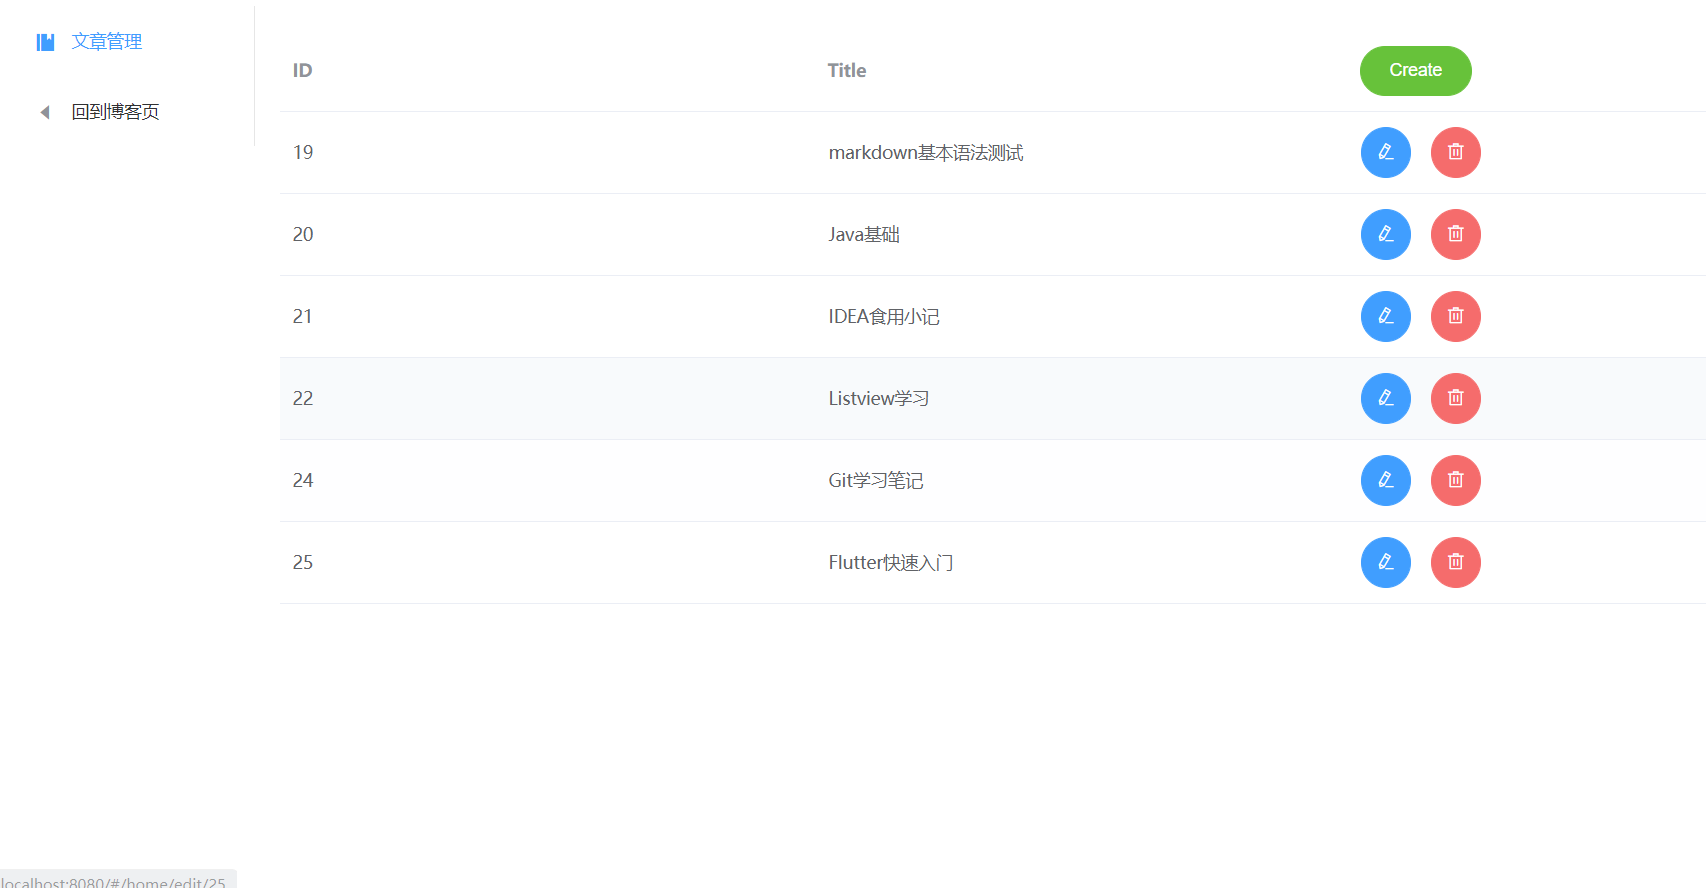 文章管理
回到博客页
ID Title Create
19 markdown基本语法测试
20 Java基础
21 IDEA食用小记
22 Listview学习
24 Git学习笔记
25 Flutter快速入门
localhost:8080/#/home/edit/25